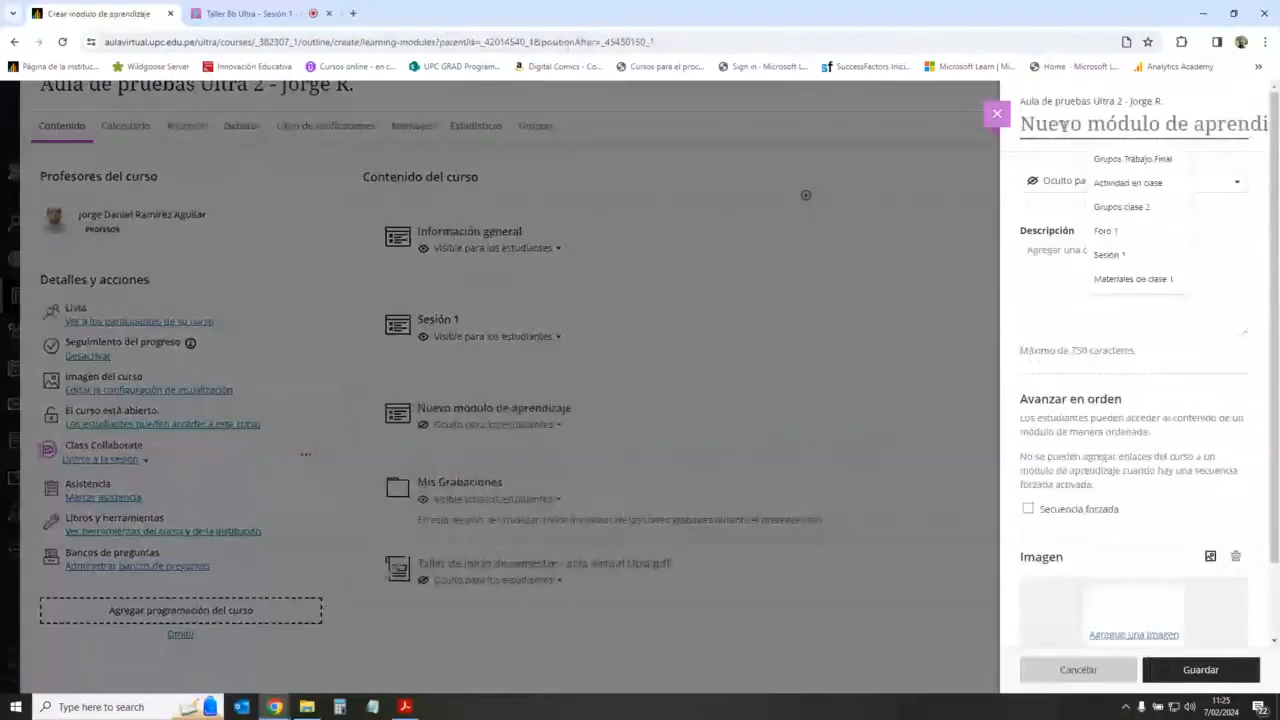 Crear módulo de aprendizaje
Taller Bb Ultra - Sesión 1 -
aulavirtual.upc.edu.pe/ultra/courses/_382307_1/outline/create/learning-modules?parentId=_42014540_1&positionAfter=_45450150_1
Página de la instituc...
Wildgoose Server
Innovación Educativa
Cursos online - en c...
UPC GRAD Program...
Digital Comics - Co...
Cursos para el proc...
Sign in - Moodle L...
SuccessFactors Inici...
Microsoft Learn | Mi...
Home - Microsoft L...
Analytics Academy
Aula de pruebas Ultra 2 - Jorge R.
Contenido
Calendario
Anuncios
Debates
Libro de calificaciones
Mensajes
Estadísticas
Grupos
Profesores del curso
Jorge Daniel Ramirez Aguilar
PROFESOR
Detalles y acciones
Lista
Ver a los participantes de su curso
Seguimiento del progreso
Desactivar
Imagen del curso
Editar la configuración de visualización
El curso está abierto.
Los estudiantes pueden acceder a este curso
Class Collaborate
Unirse a la sesión
Asistencia
Marcar asistencia
Libros y herramientas
Ver herramientas del curso y de la institución
Bancos de preguntas
Administrar bancos de preguntas
Agregar programación del curso
Omitir
Contenido del curso
Información general
Visible para los estudiantes
Sesión 1
Visible para los estudiantes
Nuevo módulo de aprendizaje
Oculto para los estudiantes
Mis Grabaciones
Visible para los estudiantes
Taller de inicio de semestre - aula virtual Ultra.pdf
Oculto para los estudiantes
Aula de pruebas Ultra 2 - Jorge R.
Nuevo módulo de aprendi
Oculto pa
Grupos Trabajo Final
Actividad en clase
Grupos clase 2
Foro 1
Sesión 1
Materiales de clase 1
Descripción
Agregar una d
Máximo de 750 caracteres.
Avanzar en orden
Los estudiantes pueden acceder al contenido de un
módulo de manera ordenada.
No se pueden agregar enlaces del curso a un
módulo de aprendizaje cuando hay una secuencia
forzada activada.
Secuencia forzada
Imagen
Agregue una imagen
Cancelar
Guardar
Type here to search
11:25
7/02/2024
22